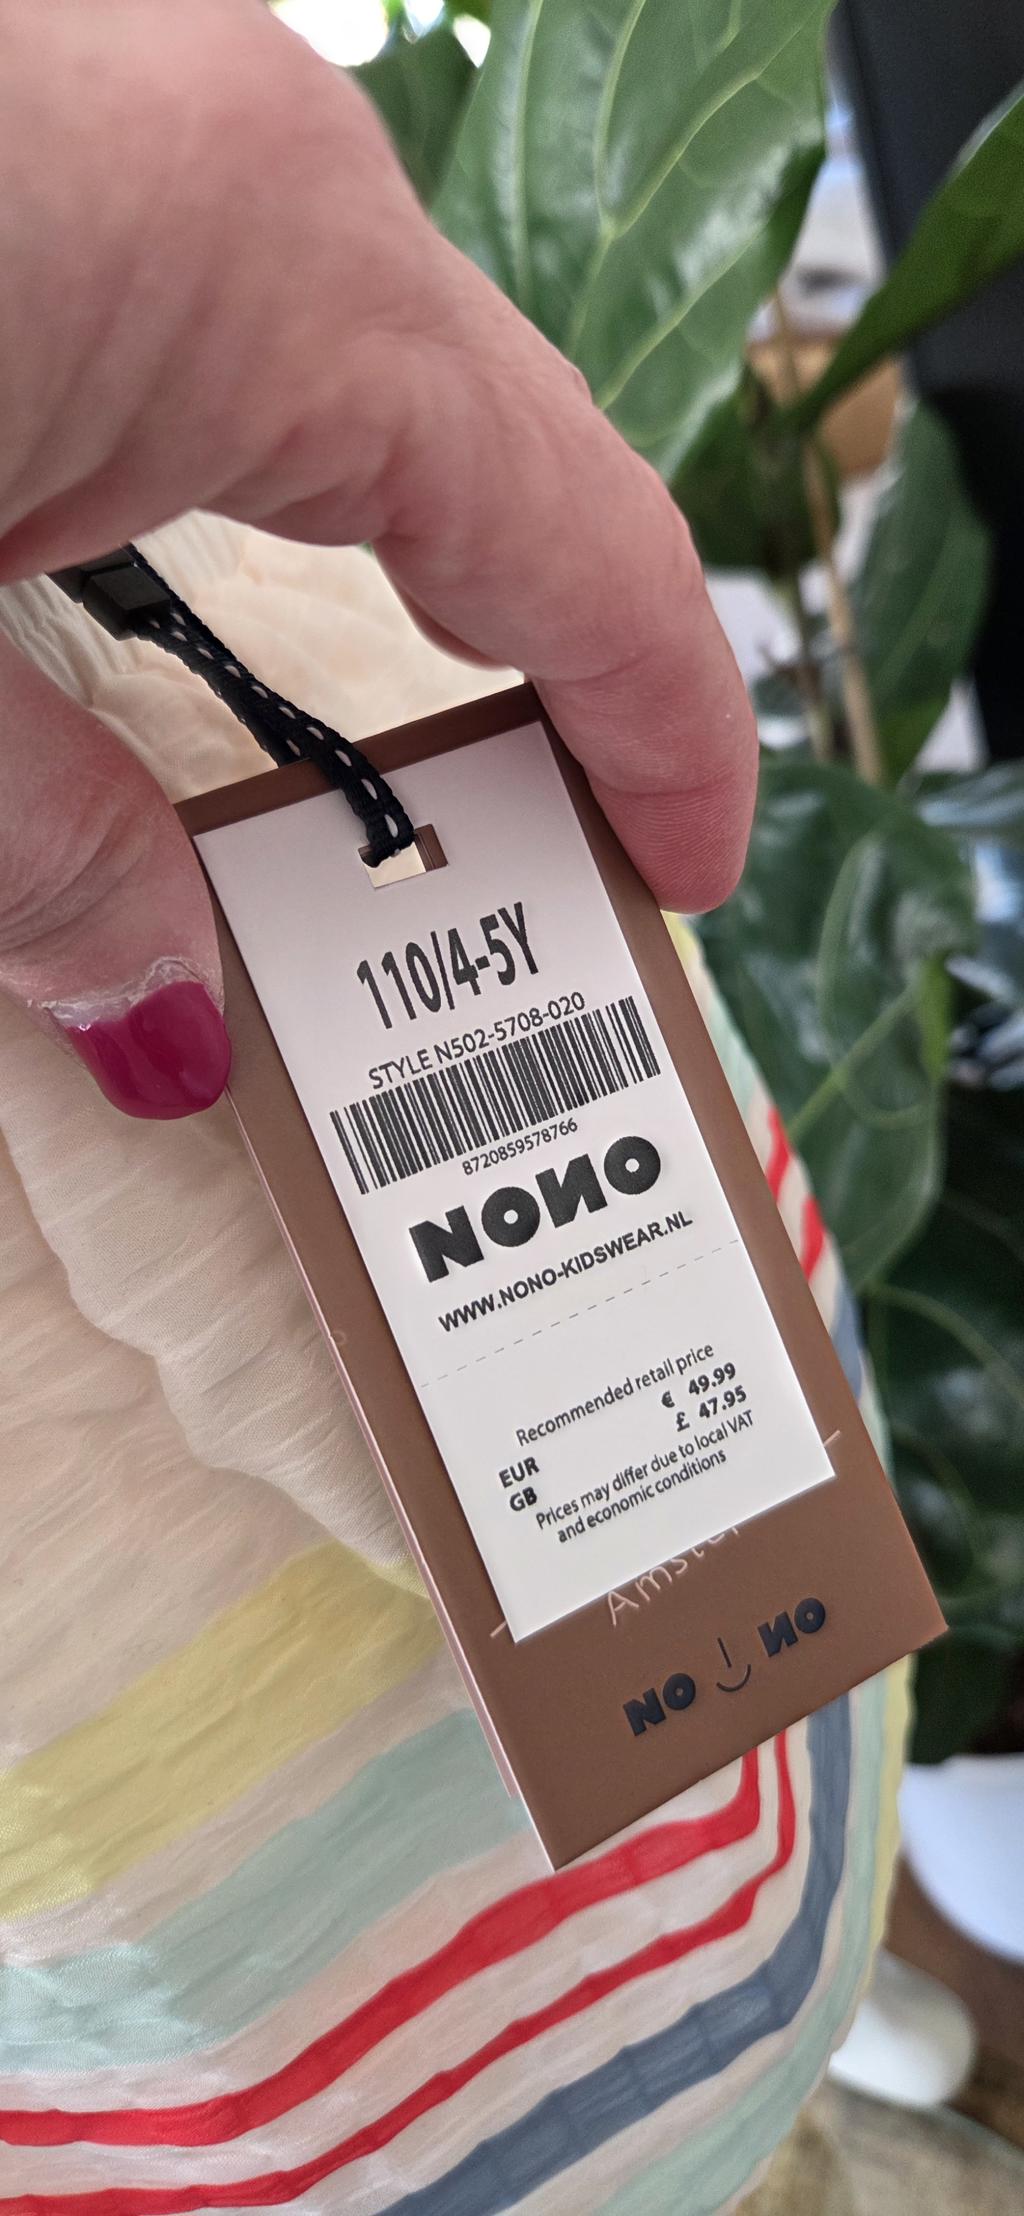 110/4-5Y
STYLE N502-5708-020
8720859578766
NONO
WWW.NONO-KIDSWEAR.NL
Recommended retail price
EUR € 49.99
GB £ 47.95
Prices may differ due to local VAT
and economic conditions
NO NO